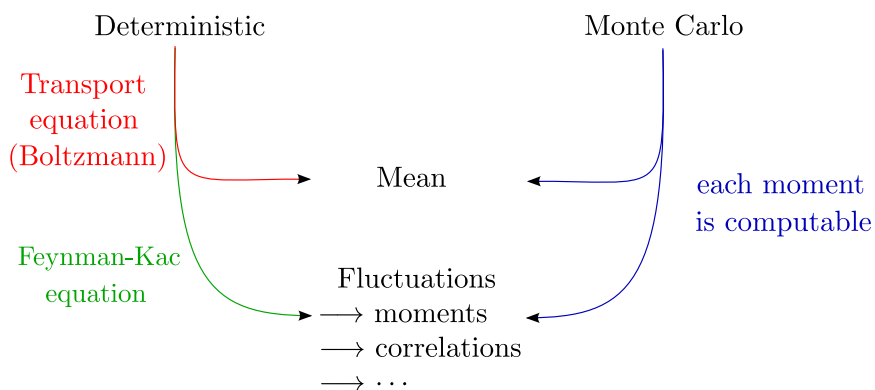 Deterministic
Monte Carlo
Transport
equation
(Boltzmann)
Mean
each moment
is computable
Feynman-Kac
equation
Fluctuations
⟶ moments
⟶ correlations
⟶ · · ·